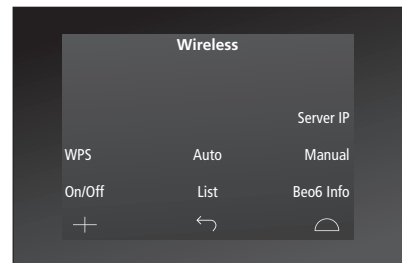 Wireless
Server IP
WPS Auto Manual
On/Off List Beo6 Info